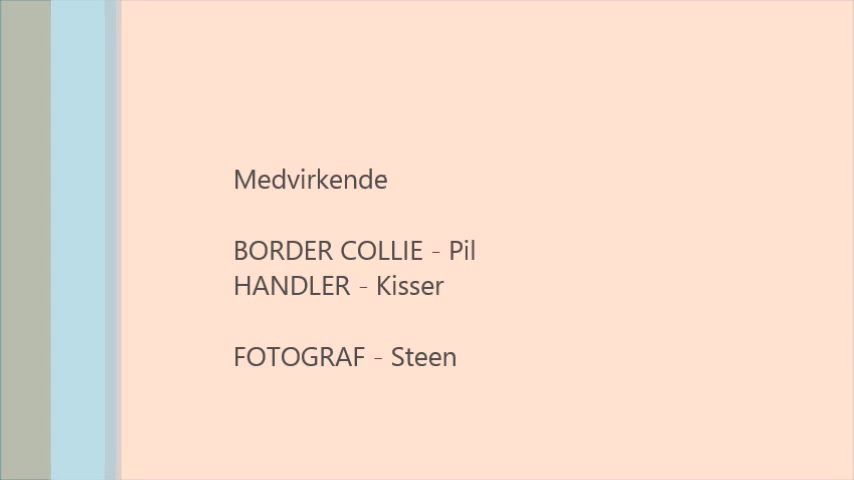 Medvirkende
BORDER COLLIE - Pil
HANDLER - Kisser
FOTOGRAF - Steen